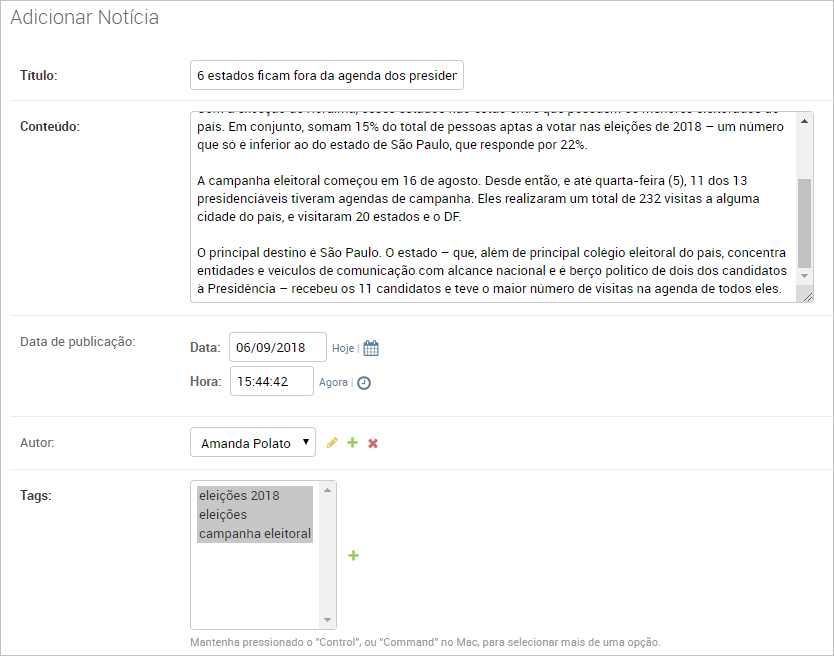 Adicionar Notícia
Título:
6 estados ficam fora da agenda dos presiden
Conteúdo:
país. Em conjunto, somam 15% do total de pessoas aptas a votar nas eleições de 2018 – um número
que só é inferior ao do estado de São Paulo, que responde por 22%.
A campanha eleitoral começou em 16 de agosto. Desde então, e até quarta-feira (5), 11 dos 13
presidenciáveis tiveram agendas de campanha. Eles realizaram um total de 232 visitas a alguma
cidade do país, e visitaram 20 estados e o DF.
O principal destino é São Paulo. O estado – que, além de principal colégio eleitoral do país, concentra
entidades e veículos de comunicação com alcance nacional e é berço político de dois dos candidatos
à Presidência – recebeu os 11 candidatos e teve o maior número de visitas na agenda de todos eles.
Data de publicação:
Data: 06/09/2018 Hoje |
Hora: 15:44:42 Agora |
Autor:
Amanda Polato
Tags:
eleições 2018
eleições
campanha eleitoral
Mantenha pressionado o "Control", ou "Command" no Mac, para selecionar mais de uma opção.